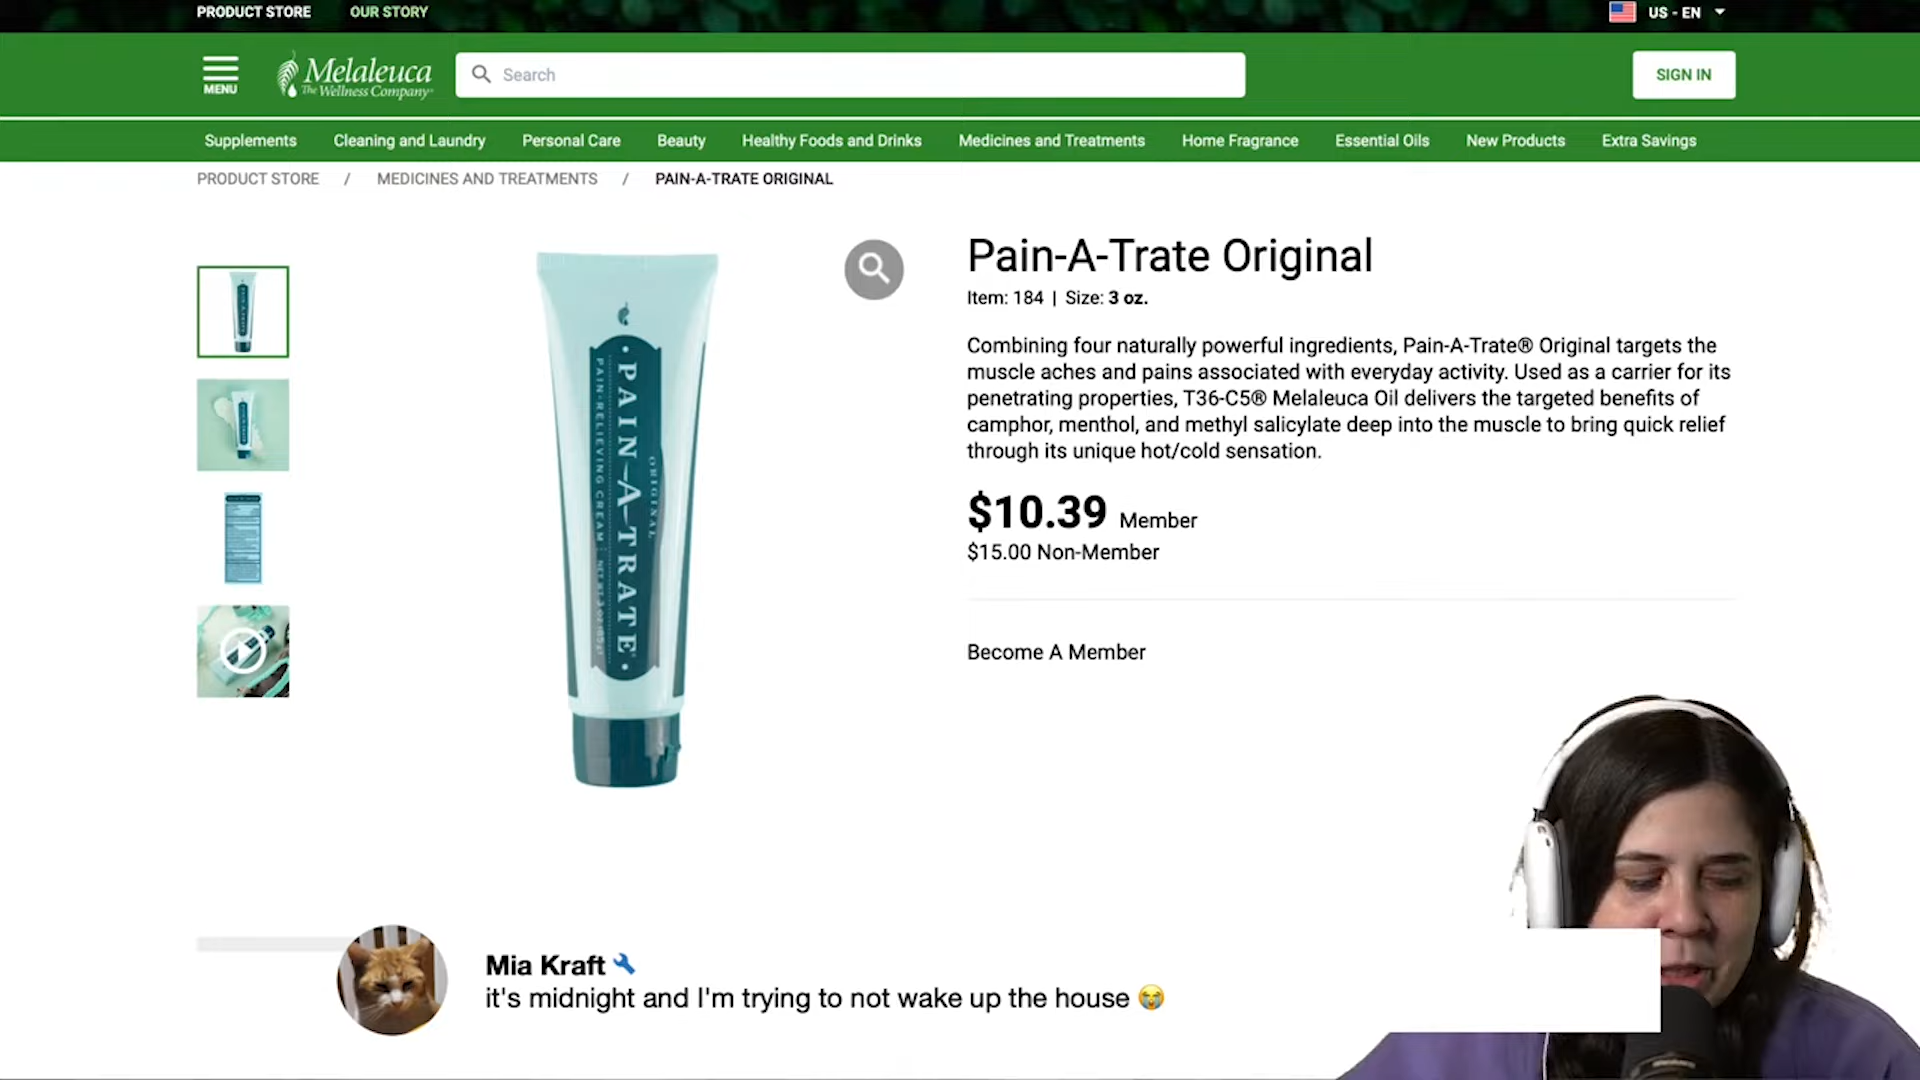 PRODUCT STORE OUR STORY US - EN
MENU
Melaleuca
The Wellness Company
Search
SIGN IN
Supplements Cleaning and Laundry Personal Care Beauty Healthy Foods and Drinks Medicines and Treatments Home Fragrance Essential Oils New Products Extra Savings
PRODUCT STORE / MEDICINES AND TREATMENTS / PAIN-A-TRATE ORIGINAL
ORIGINAL
PAIN-A-TRATE
PAIN-RELIEVING CREAM NET WT 3 OZ (85 g)
Pain-A-Trate Original
Item: 184 | Size: 3 oz.
Combining four naturally powerful ingredients, Pain-A-Trate® Original targets the
muscle aches and pains associated with everyday activity. Used as a carrier for its
penetrating properties, T36-C5® Melaleuca Oil delivers the targeted benefits of
camphor, menthol, and methyl salicylate deep into the muscle to bring quick relief
through its unique hot/cold sensation.
$10.39 Member
$15.00 Non-Member
Become A Member
Mia Kraft
it's midnight and I'm trying to not wake up the house 😭